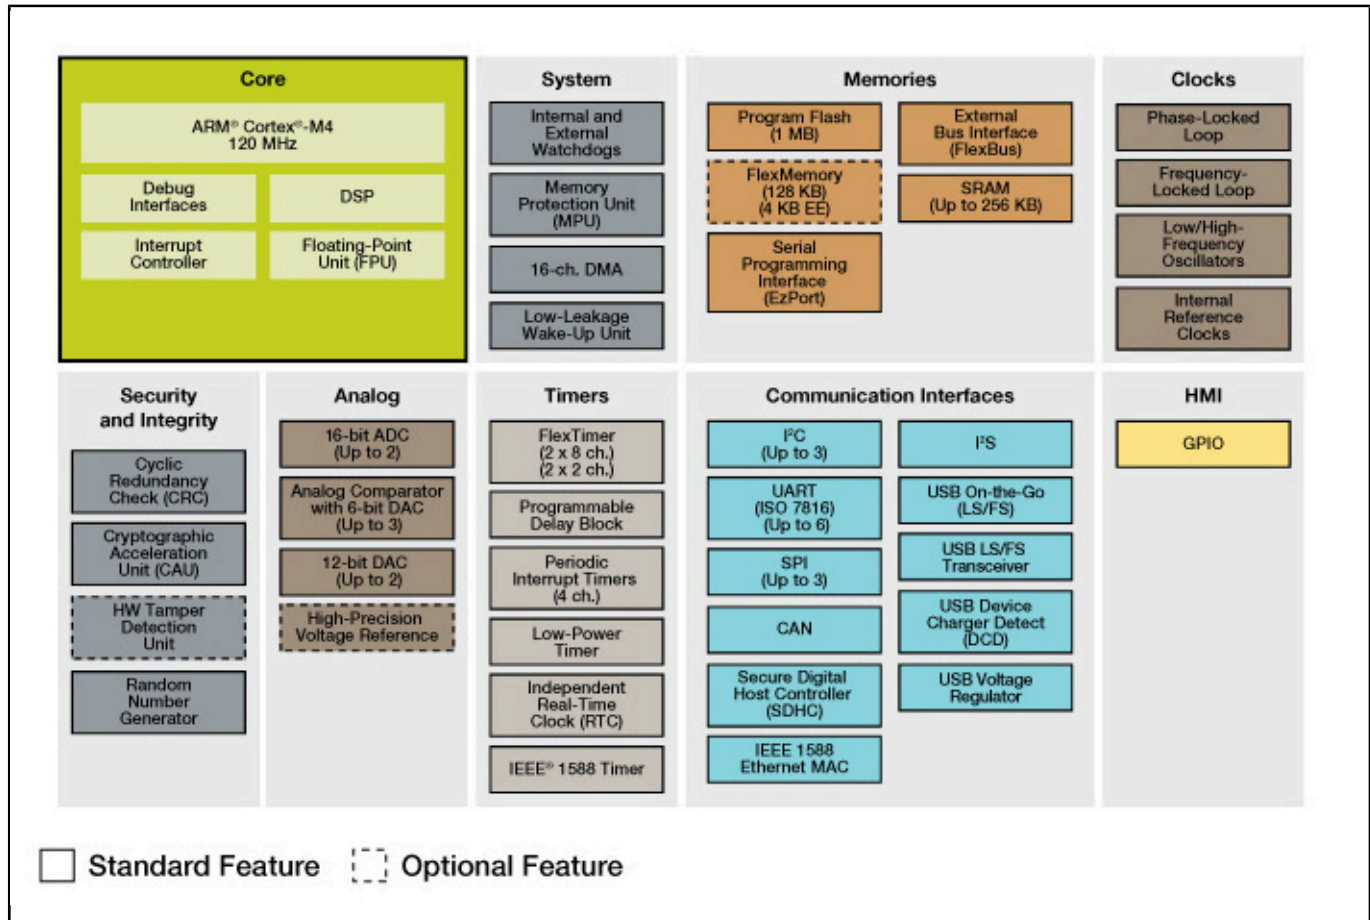 Core
ARM® Cortex®-M4
120 MHz
Debug
Interfaces
DSP
Interrupt
Controller
Floating-Point
Unit (FPU)
System
Internal and
External
Watchdogs
Memory
Protection Unit
(MPU)
16-ch. DMA
Low-Leakage
Wake-Up Unit
Memories
Program Flash
(1 MB)
FlexMemory
(128 KB)
(4 KB EE)
Serial
Programming
Interface
(EzPort)
External
Bus Interface
(FlexBus)
SRAM
(Up to 256 KB)
Clocks
Phase-Locked
Loop
Frequency-
Locked Loop
Low/High-
Frequency
Oscillators
Internal
Reference
Clocks
Security
and Integrity
Cyclic
Redundancy
Check (CRC)
Cryptographic
Acceleration
Unit (CAU)
HW Tamper
Detection
Unit
Random
Number
Generator
Analog
16-bit ADC
(Up to 2)
Analog Comparator
with 6-bit DAC
(Up to 3)
12-bit DAC
(Up to 2)
High-Precision
Voltage Reference
Timers
FlexTimer
(2 x 8 ch.)
(2 x 2 ch.)
Programmable
Delay Block
Periodic
Interrupt Timers
(4 ch.)
Low-Power
Timer
Independent
Real-Time
Clock (RTC)
IEEE® 1588 Timer
Communication Interfaces
I²C
(Up to 3)
UART
(ISO 7816)
(Up to 6)
SPI
(Up to 3)
CAN
Secure Digital
Host Controller
(SDHC)
IEEE 1588
Ethernet MAC
I²S
USB On-the-Go
(LS/FS)
USB LS/FS
Transceiver
USB Device
Charger Detect
(DCD)
USB Voltage
Regulator
HMI
GPIO
Standard Feature
Optional Feature